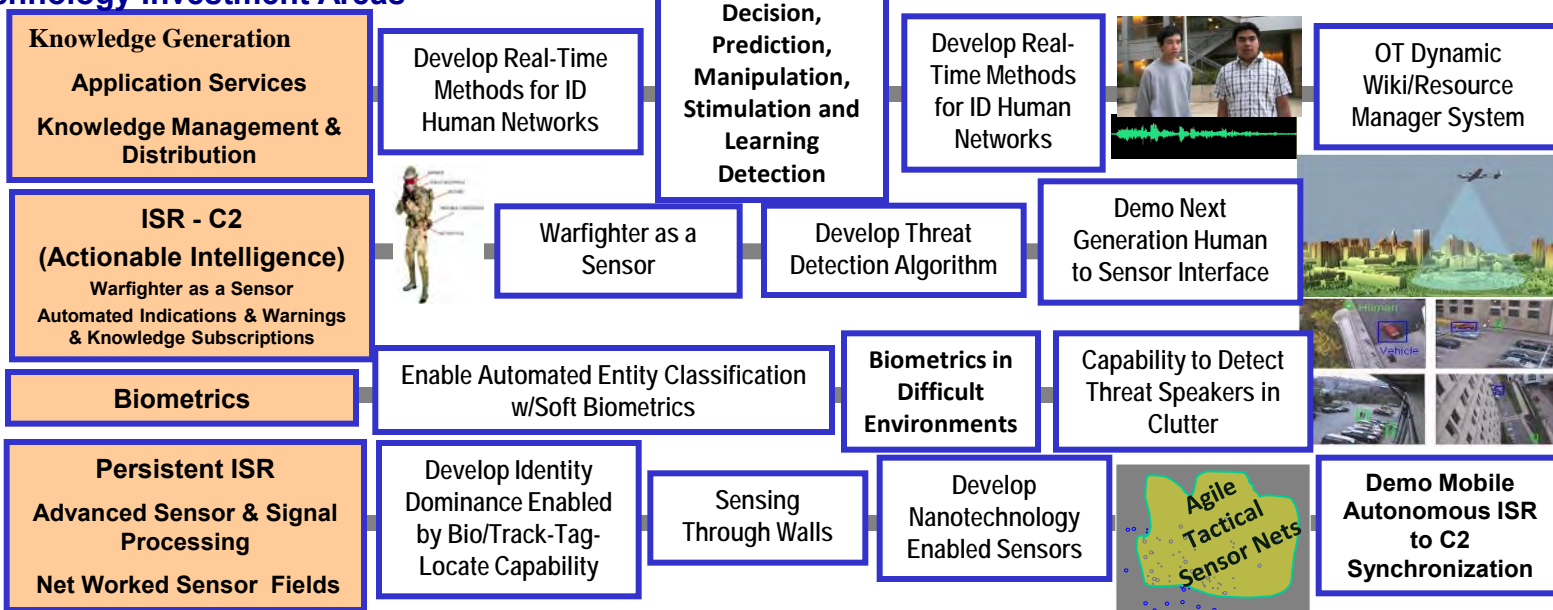 Technology Investment Areas
Knowledge Generation
Application Services
Knowledge Management &
Distribution
Develop Real-Time
Methods for ID
Human Networks
Decision,
Prediction,
Manipulation,
Stimulation and
Learning
Detection
Develop Real-
Time Methods
for ID Human
Networks
OT Dynamic
Wiki/Resource
Manager System
ISR - C2
(Actionable Intelligence)
Warfighter as a Sensor
Automated Indications & Warnings
& Knowledge Subscriptions
Warfighter as a
Sensor
Develop Threat
Detection Algorithm
Demo Next
Generation Human
to Sensor Interface
Human
Vehicle
Biometrics
Enable Automated Entity Classification
w/Soft Biometrics
Biometrics in
Difficult
Environments
Capability to Detect
Threat Speakers in
Clutter
Persistent ISR
Advanced Sensor & Signal
Processing
Net Worked Sensor Fields
Develop Identity
Dominance Enabled
by Bio/Track-Tag-
Locate Capability
Sensing
Through Walls
Develop
Nanotechnology
Enabled Sensors
Agile
Tactical
Sensor Nets
Demo Mobile
Autonomous ISR
to C2
Synchronization